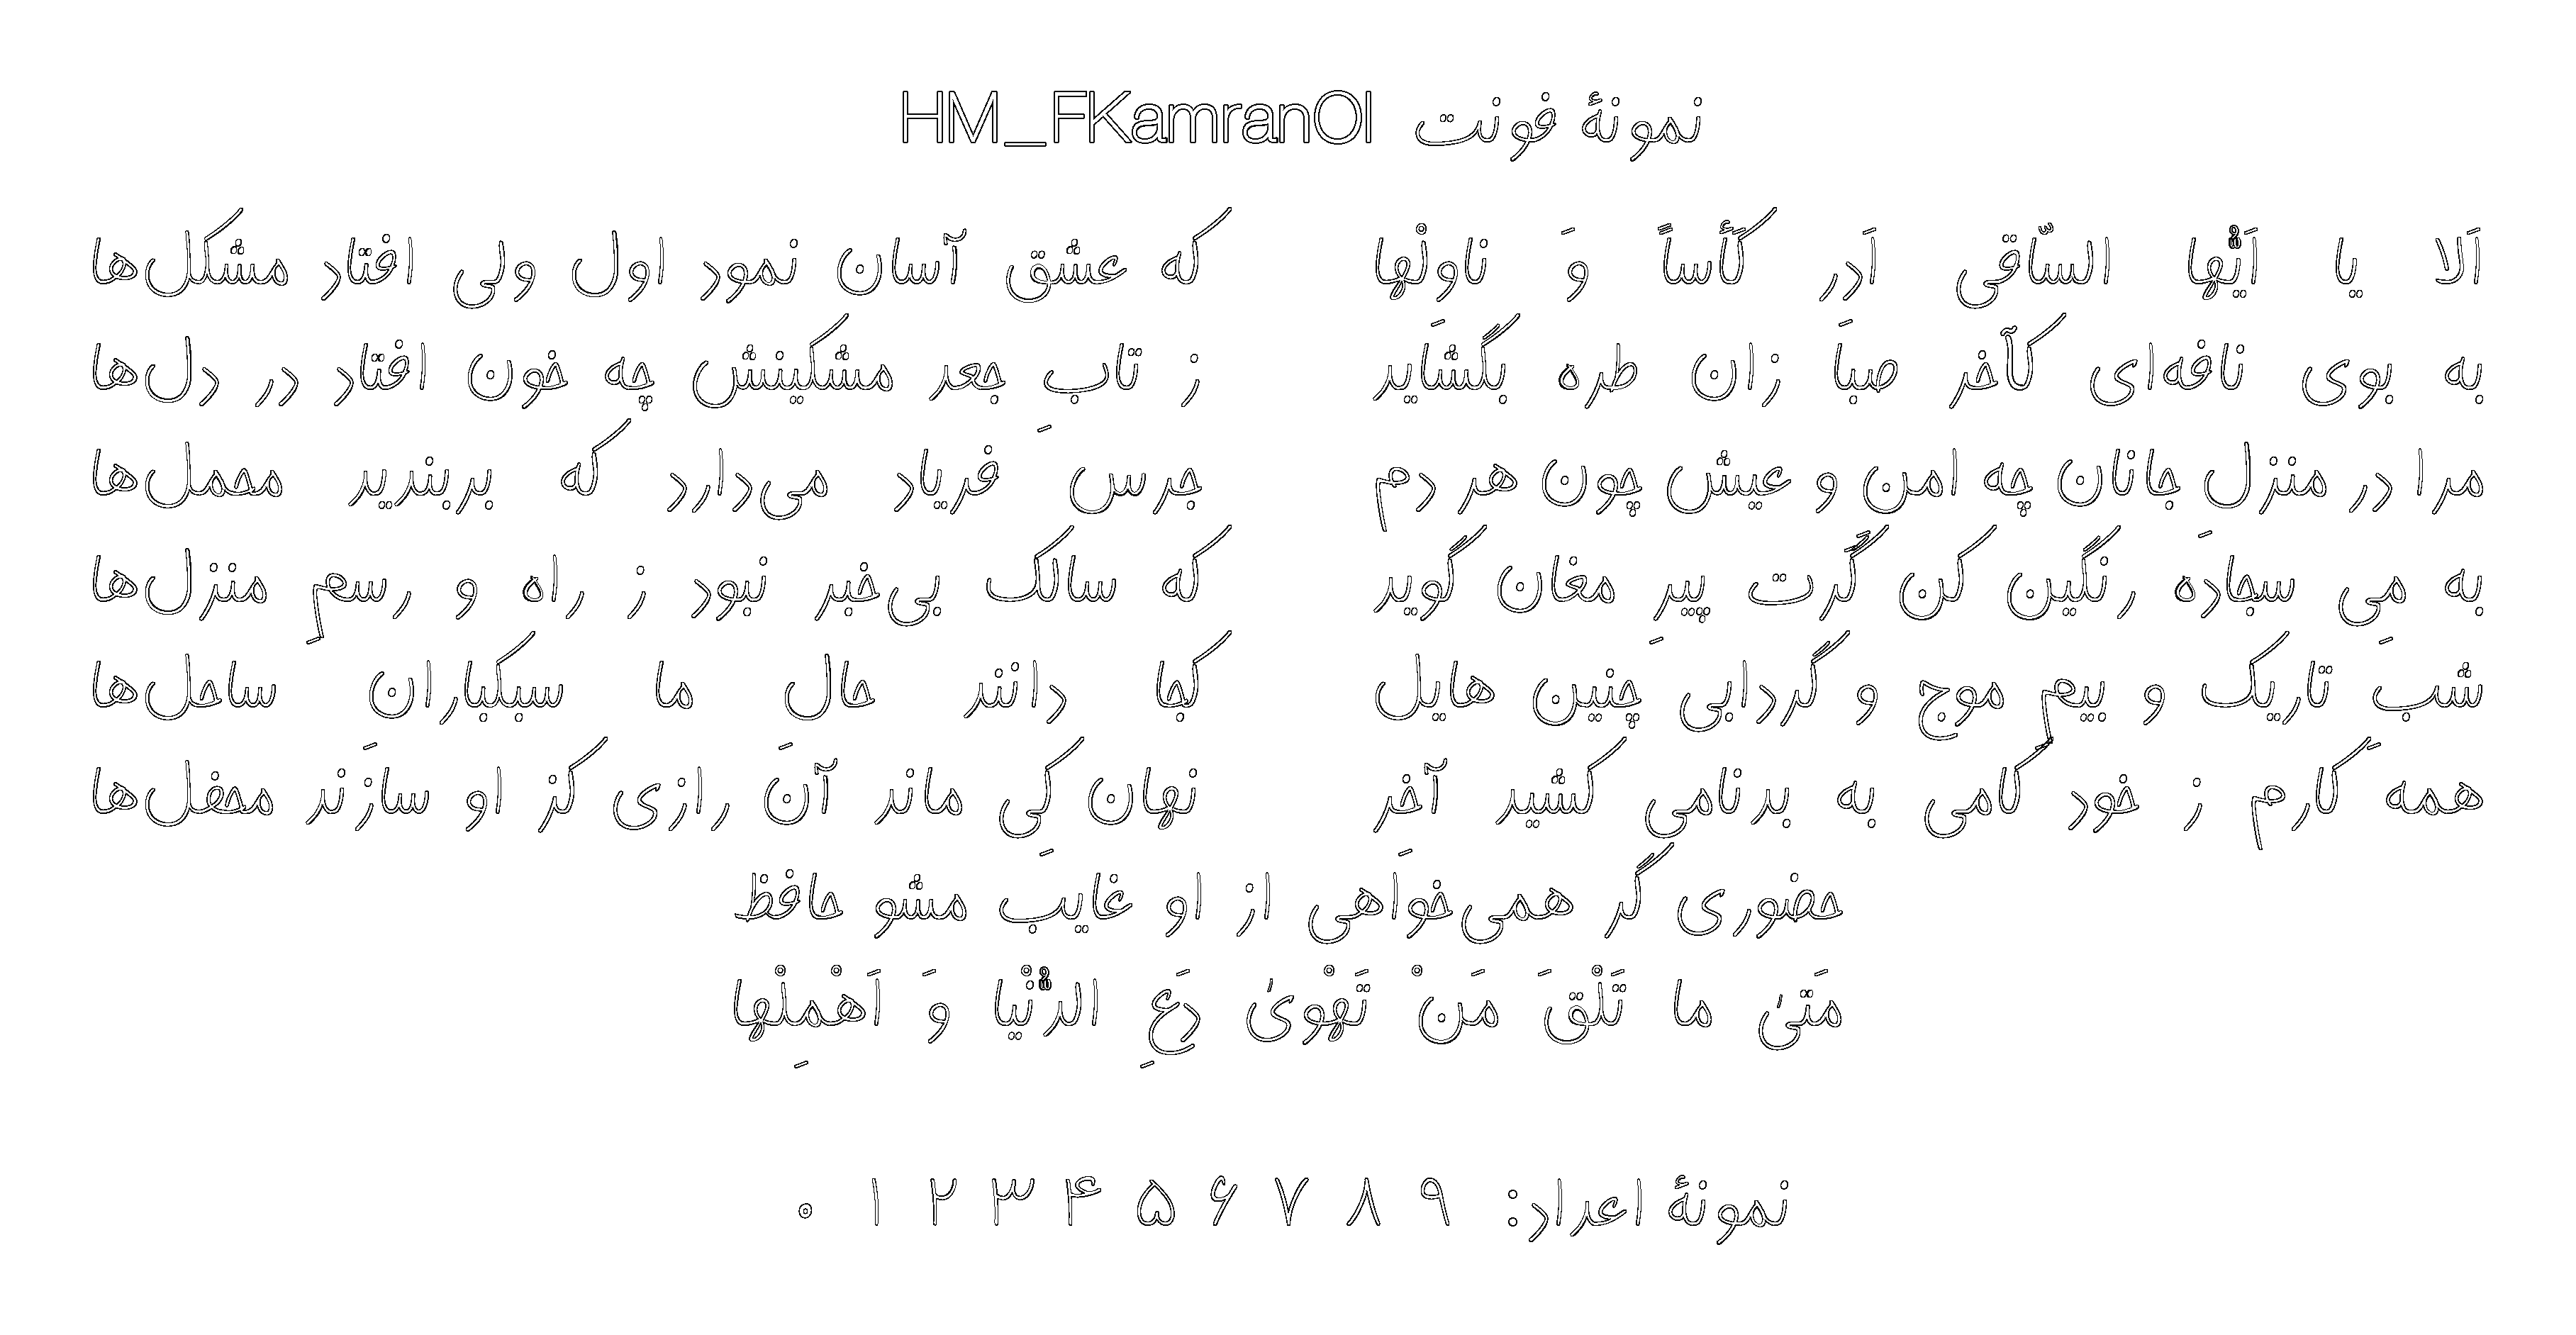 نمونهٔ فونت HM_FKamranOl
اَلا یا اَیُّها السّاقی اَدِر کَأساً وَ ناوِلْها که عشق آسان نمود اول ولی افتاد مشکل‌ها
به بوی نافه‌ای کآخر صبا زان طره بگشاید ز تابِ جعد مشکینش چه خون افتاد در دل‌ها
مرا در منزل جانان چه امن و عیش چون هر دم جرس فریاد می‌دارد که بربندید محمل‌ها
به مِی سجاده رنگین کن گَرت پیرِ مغان گوید که سالک بی‌خبر نبود ز راه و رسمِ منزل‌ها
شبِ تاریک و بیمِ موج و گردابی چنین هایل کجا دانند حال ما سبکباران ساحل‌ها
همه کارم ز خود کامی به بدنامی کشید آخر نهان کِی ماند آن رازی کز او سازند محفل‌ها
حضوری گر همی‌خواهی از او غایب مشو حافظ
مَتیٰ ما تَلْقَ مَنْ تَهْویٰ دَعِ الدُّنْیا وَ اَهْمِلْها
نمونهٔ اعداد: ۹ ۸ ۷ ۶ ۵ ۴ ۳ ۲ ۱ ۰